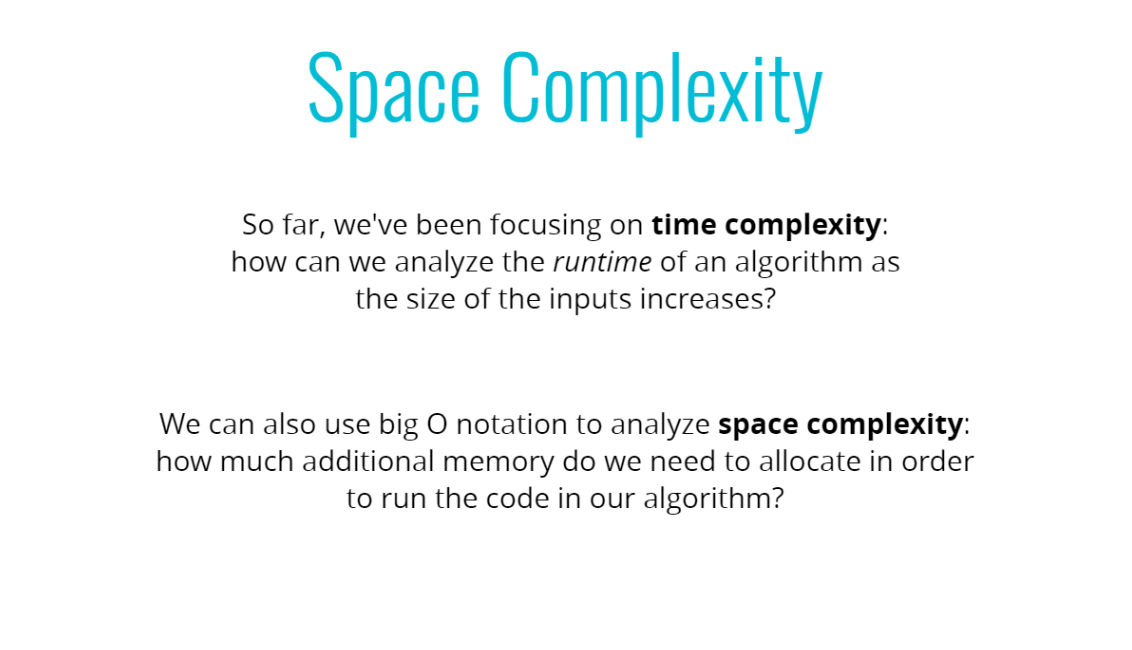 Space Complexity
So far, we've been focusing on time complexity:
how can we analyze the runtime of an algorithm as
the size of the inputs increases?
We can also use big O notation to analyze space complexity:
how much additional memory do we need to allocate in order
to run the code in our algorithm?